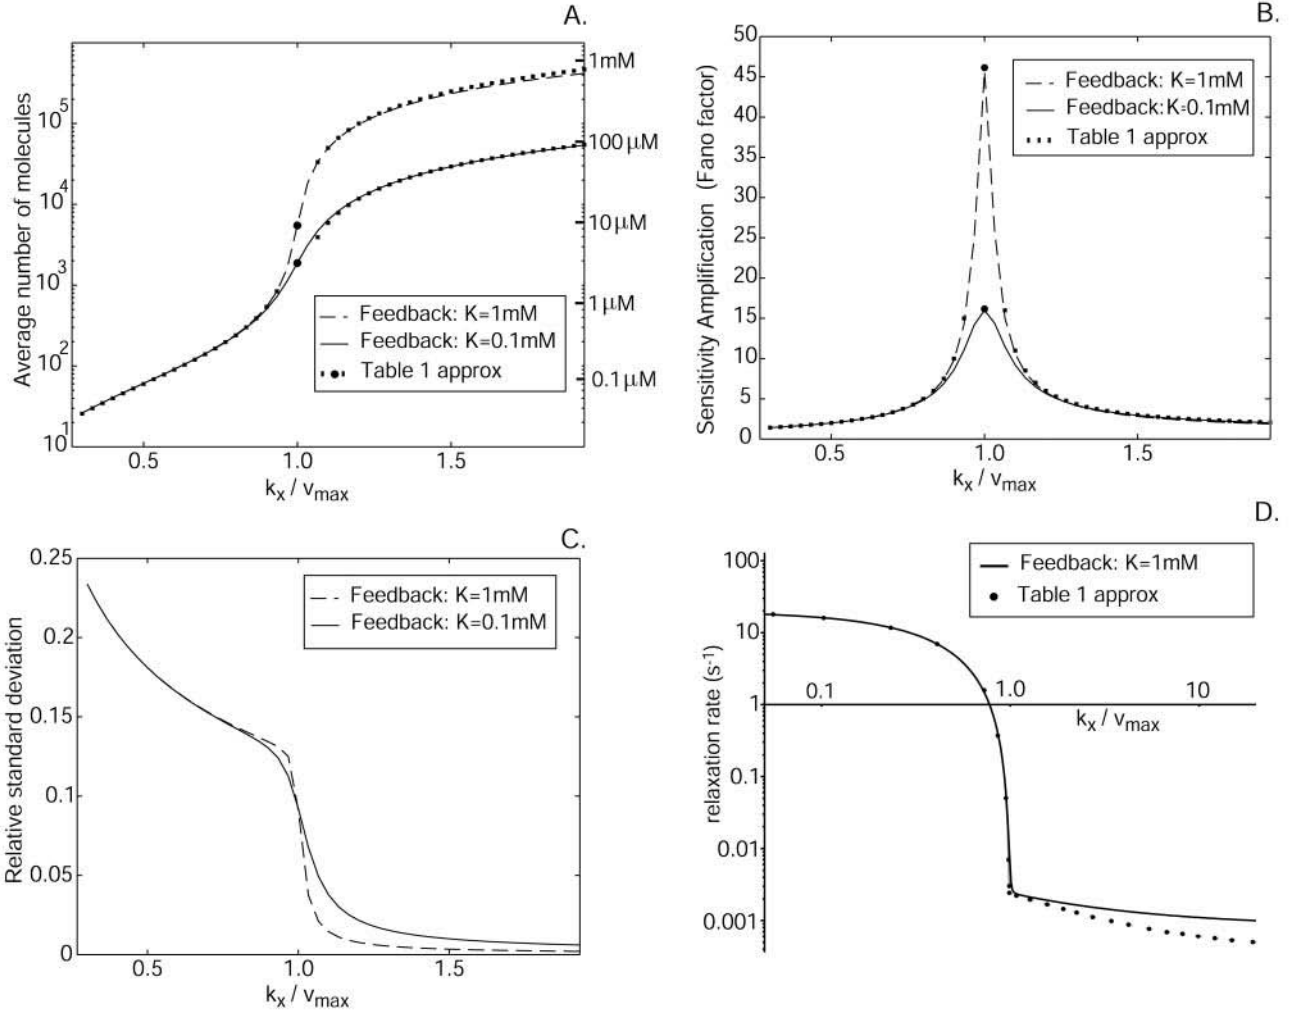 A.
Average number of molecules
10^5
10^4
10^3
10^2
10^1
1mM
100 μM
10 μM
1 μM
0.1 μM
Feedback: K=1mM
Feedback: K=0.1mM
Table 1 approx
0.5
1.0
1.5
k_x / v_max
B.
Sensitivity Amplification (Fano factor)
50
45
40
35
30
25
20
15
10
5
0
Feedback: K=1mM
Feedback: K=0.1mM
Table 1 approx
0.5
1.0
1.5
k_x / v_max
C.
Relative standard deviation
0.25
0.2
0.15
0.1
0.05
0
Feedback: K=1mM
Feedback: K=0.1mM
0.5
1.0
1.5
k_x / v_max
D.
relaxation rate (s^-1)
100
10
1
0.1
0.01
0.001
Feedback: K=1mM
Table 1 approx
0.1
1.0
10
k_x / v_max